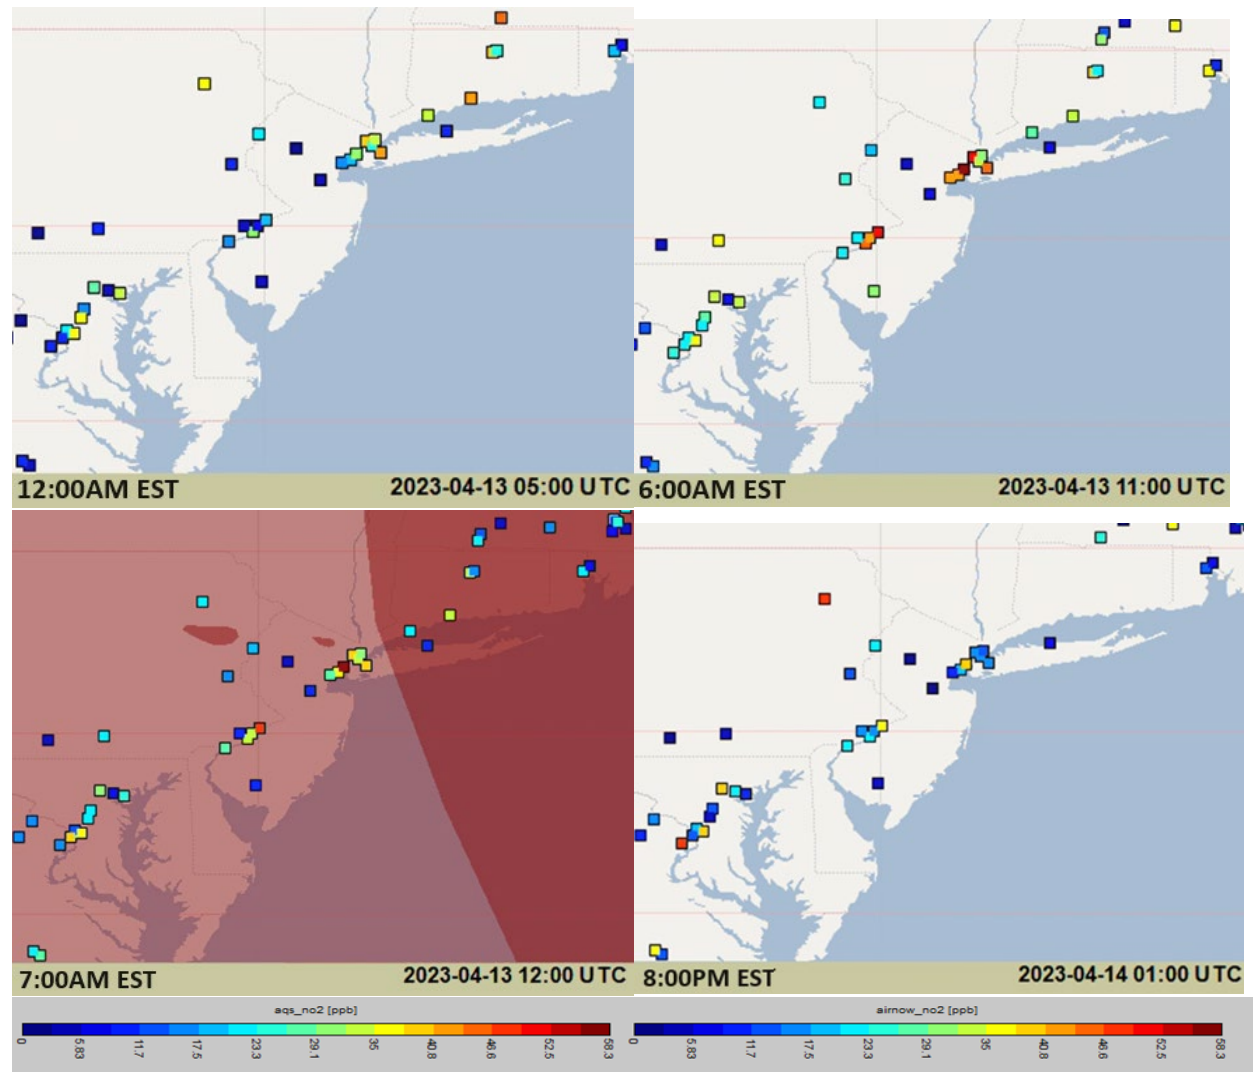 12:00AM EST 2023-04-13 05:00 UTC
6:00AM EST 2023-04-13 11:00 UTC
7:00AM EST 2023-04-13 12:00 UTC
8:00PM EST 2023-04-14 01:00 UTC
aqs_no2 [ppb]
0 5.83 11.7 17.5 23.3 29.1 35 40.8 46.6 52.5 58.3
airnow_no2 [ppb]
0 5.83 11.7 17.5 23.3 29.1 35 40.8 46.6 52.5 58.3